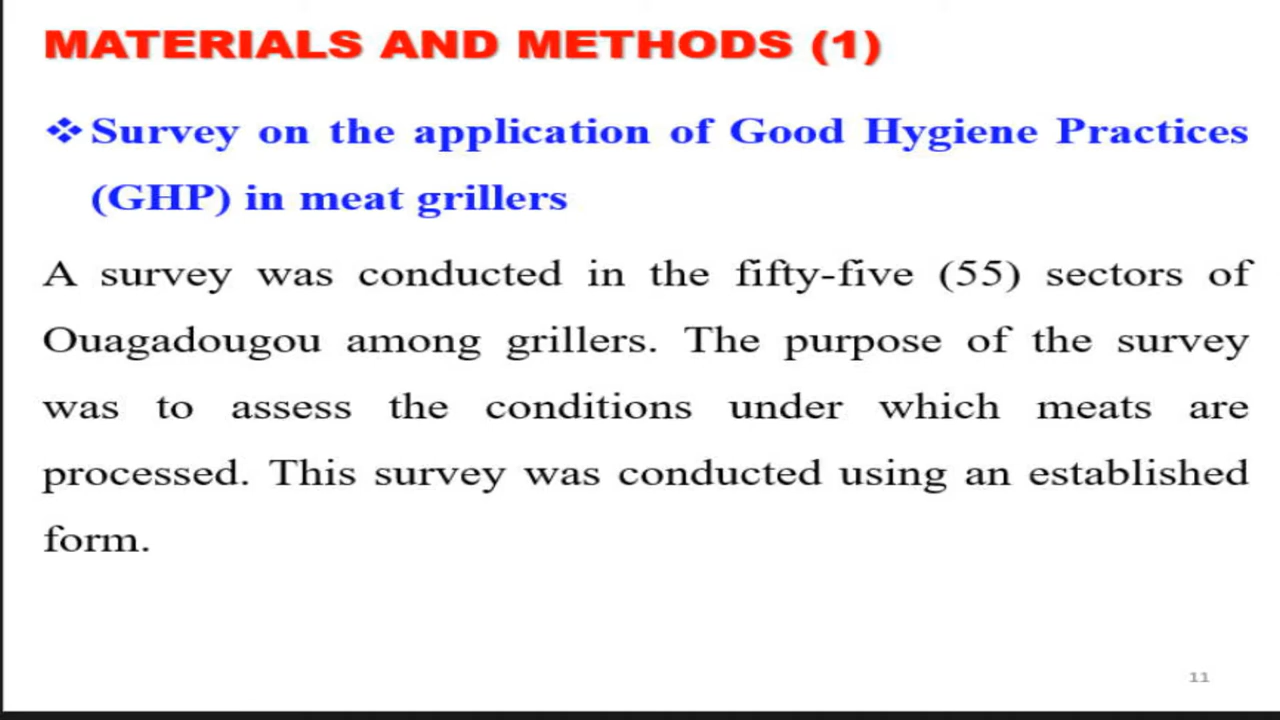 MATERIALS AND METHODS (1)
❖ Survey on the application of Good Hygiene Practices
(GHP) in meat grillers
A survey was conducted in the fifty-five (55) sectors of
Ouagadougou among grillers. The purpose of the survey
was to assess the conditions under which meats are
processed. This survey was conducted using an established
form.
11